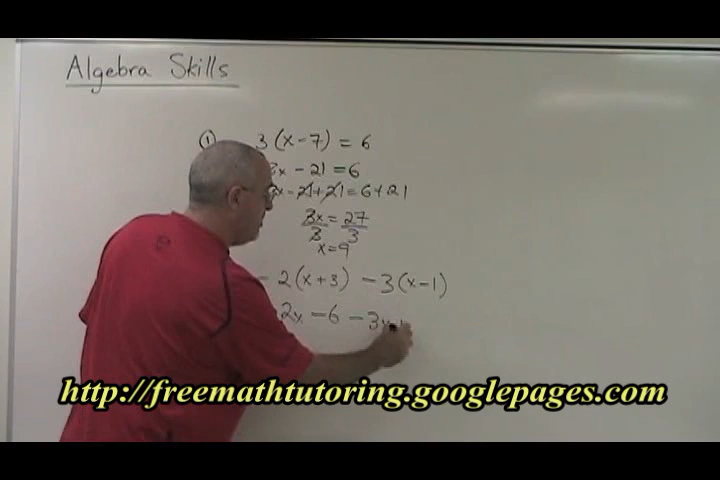 Algebra Skills
① 3(x-7) = 6
3x - 21 = 6
3x - 21 + 21 = 6 + 21
3x/3 = 27/3
x = 9
- 2(x+3) - 3(x-1)
2x - 6 - 3x
http://freemathtutoring.googlepages.com